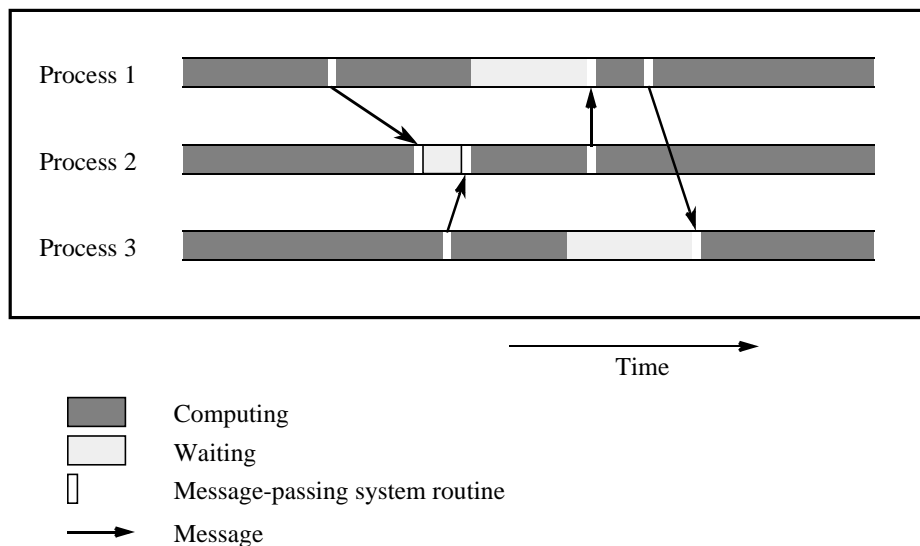 Process 1
Process 2
Process 3
Time
Computing
Waiting
Message-passing system routine
Message